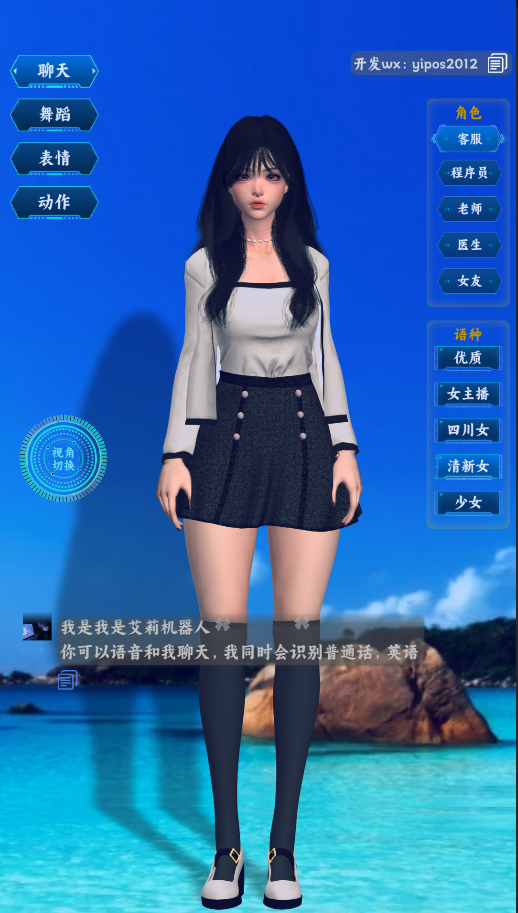 聊天
舞蹈
表情
动作
开发wx: yipos2012
角色
客服
程序员
老师
医生
女友
语种
优质
女主播
四川女
清新女
少女
视角
切换
我是我是艾莉机器人
你可以语音和我聊天, 我同时会识别普通话, 英语